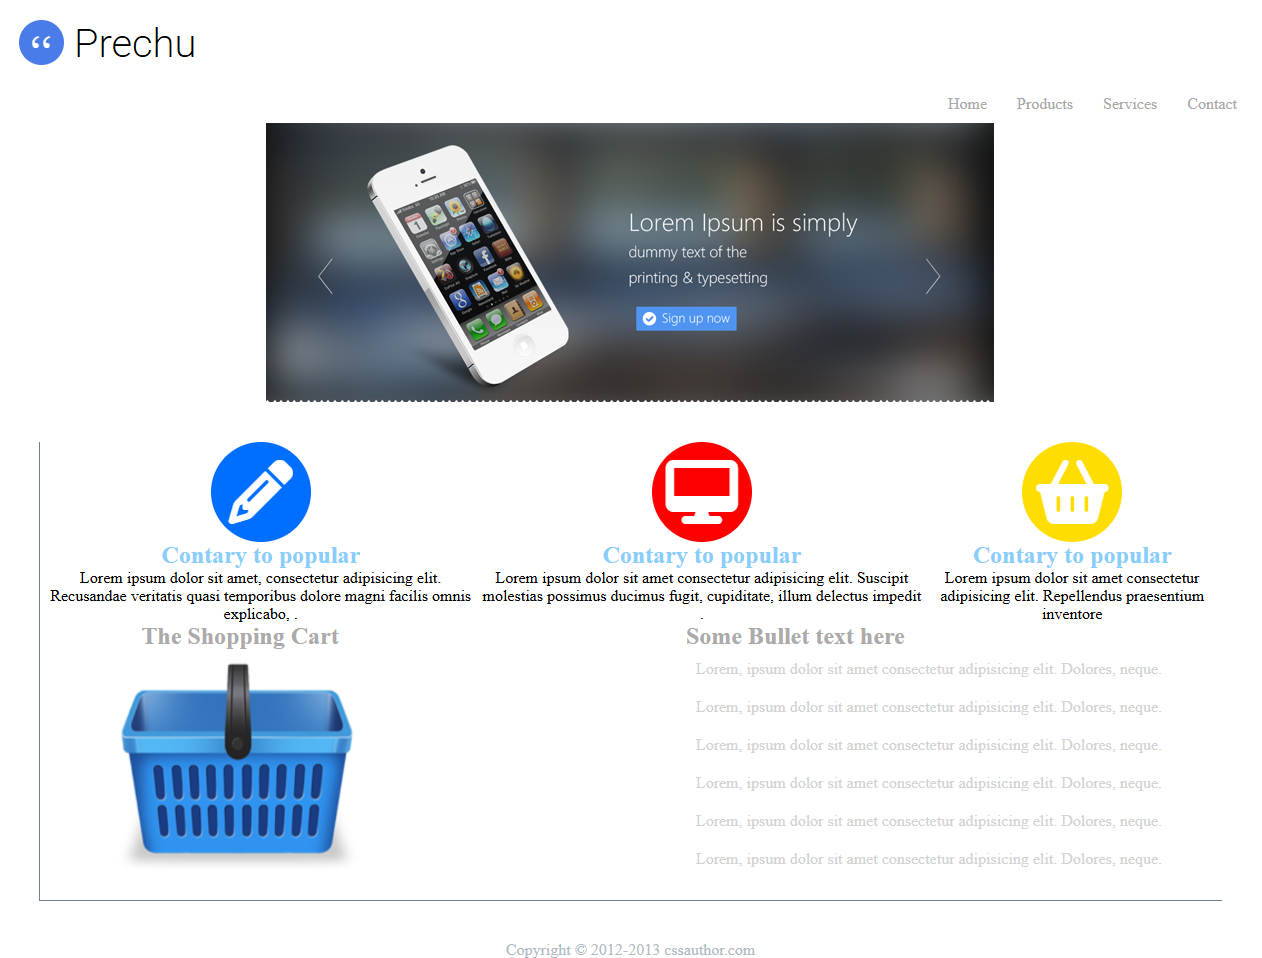 “ Prechu
Home Products Services Contact
Lorem Ipsum is simply
dummy text of the
printing & typesetting
Sign up now
Contary to popular
Lorem ipsum dolor sit amet, consectetur adipisicing elit.
Recusandae veritatis quasi temporibus dolore magni facilis omnis
explicabo, .
Contary to popular
Lorem ipsum dolor sit amet consectetur adipisicing elit. Suscipit
molestias possimus ducimus fugit, cupiditate, illum delectus impedit
.
Contary to popular
Lorem ipsum dolor sit amet consectetur
adipisicing elit. Repellendus praesentium
inventore
The Shopping Cart
Some Bullet text here
Lorem, ipsum dolor sit amet consectetur adipisicing elit. Dolores, neque.
Lorem, ipsum dolor sit amet consectetur adipisicing elit. Dolores, neque.
Lorem, ipsum dolor sit amet consectetur adipisicing elit. Dolores, neque.
Lorem, ipsum dolor sit amet consectetur adipisicing elit. Dolores, neque.
Lorem, ipsum dolor sit amet consectetur adipisicing elit. Dolores, neque.
Lorem, ipsum dolor sit amet consectetur adipisicing elit. Dolores, neque.
Copyright © 2012-2013 cssauthor.com